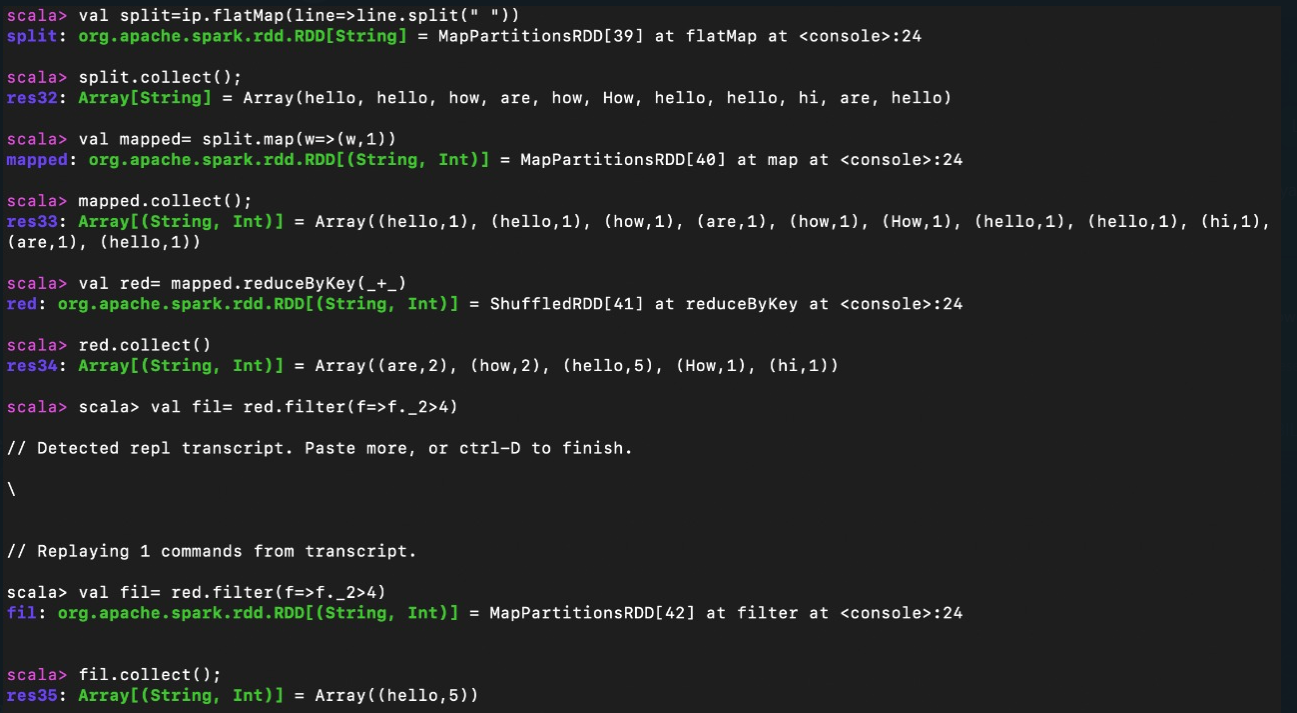 scala> val split=ip.flatMap(line=>line.split(" "))
split: org.apache.spark.rdd.RDD[String] = MapPartitionsRDD[39] at flatMap at <console>:24
scala> split.collect();
res32: Array[String] = Array(hello, hello, how, are, how, How, hello, hello, hi, are, hello)
scala> val mapped= split.map(w=>(w,1))
mapped: org.apache.spark.rdd.RDD[(String, Int)] = MapPartitionsRDD[40] at map at <console>:24
scala> mapped.collect();
res33: Array[(String, Int)] = Array((hello,1), (hello,1), (how,1), (are,1), (how,1), (How,1), (hello,1), (hello,1), (hi,1),
(are,1), (hello,1))
scala> val red= mapped.reduceByKey(_+_)
red: org.apache.spark.rdd.RDD[(String, Int)] = ShuffledRDD[41] at reduceByKey at <console>:24
scala> red.collect()
res34: Array[(String, Int)] = Array((are,2), (how,2), (hello,5), (How,1), (hi,1))
scala> scala> val fil= red.filter(f=>f._2>4)
// Detected repl transcript. Paste more, or ctrl-D to finish.
\
// Replaying 1 commands from transcript.
scala> val fil= red.filter(f=>f._2>4)
fil: org.apache.spark.rdd.RDD[(String, Int)] = MapPartitionsRDD[42] at filter at <console>:24
scala> fil.collect();
res35: Array[(String, Int)] = Array((hello,5))